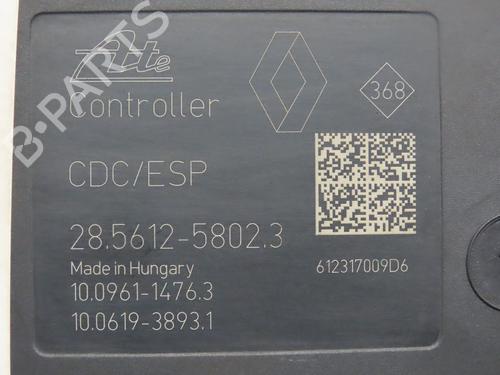 Ate
368
Controller
CDC/ESP
28.5612-5802.3
Made in Hungary
612317009D6
10.0961-1476.3
10.0619-3893.1
B-PARTS